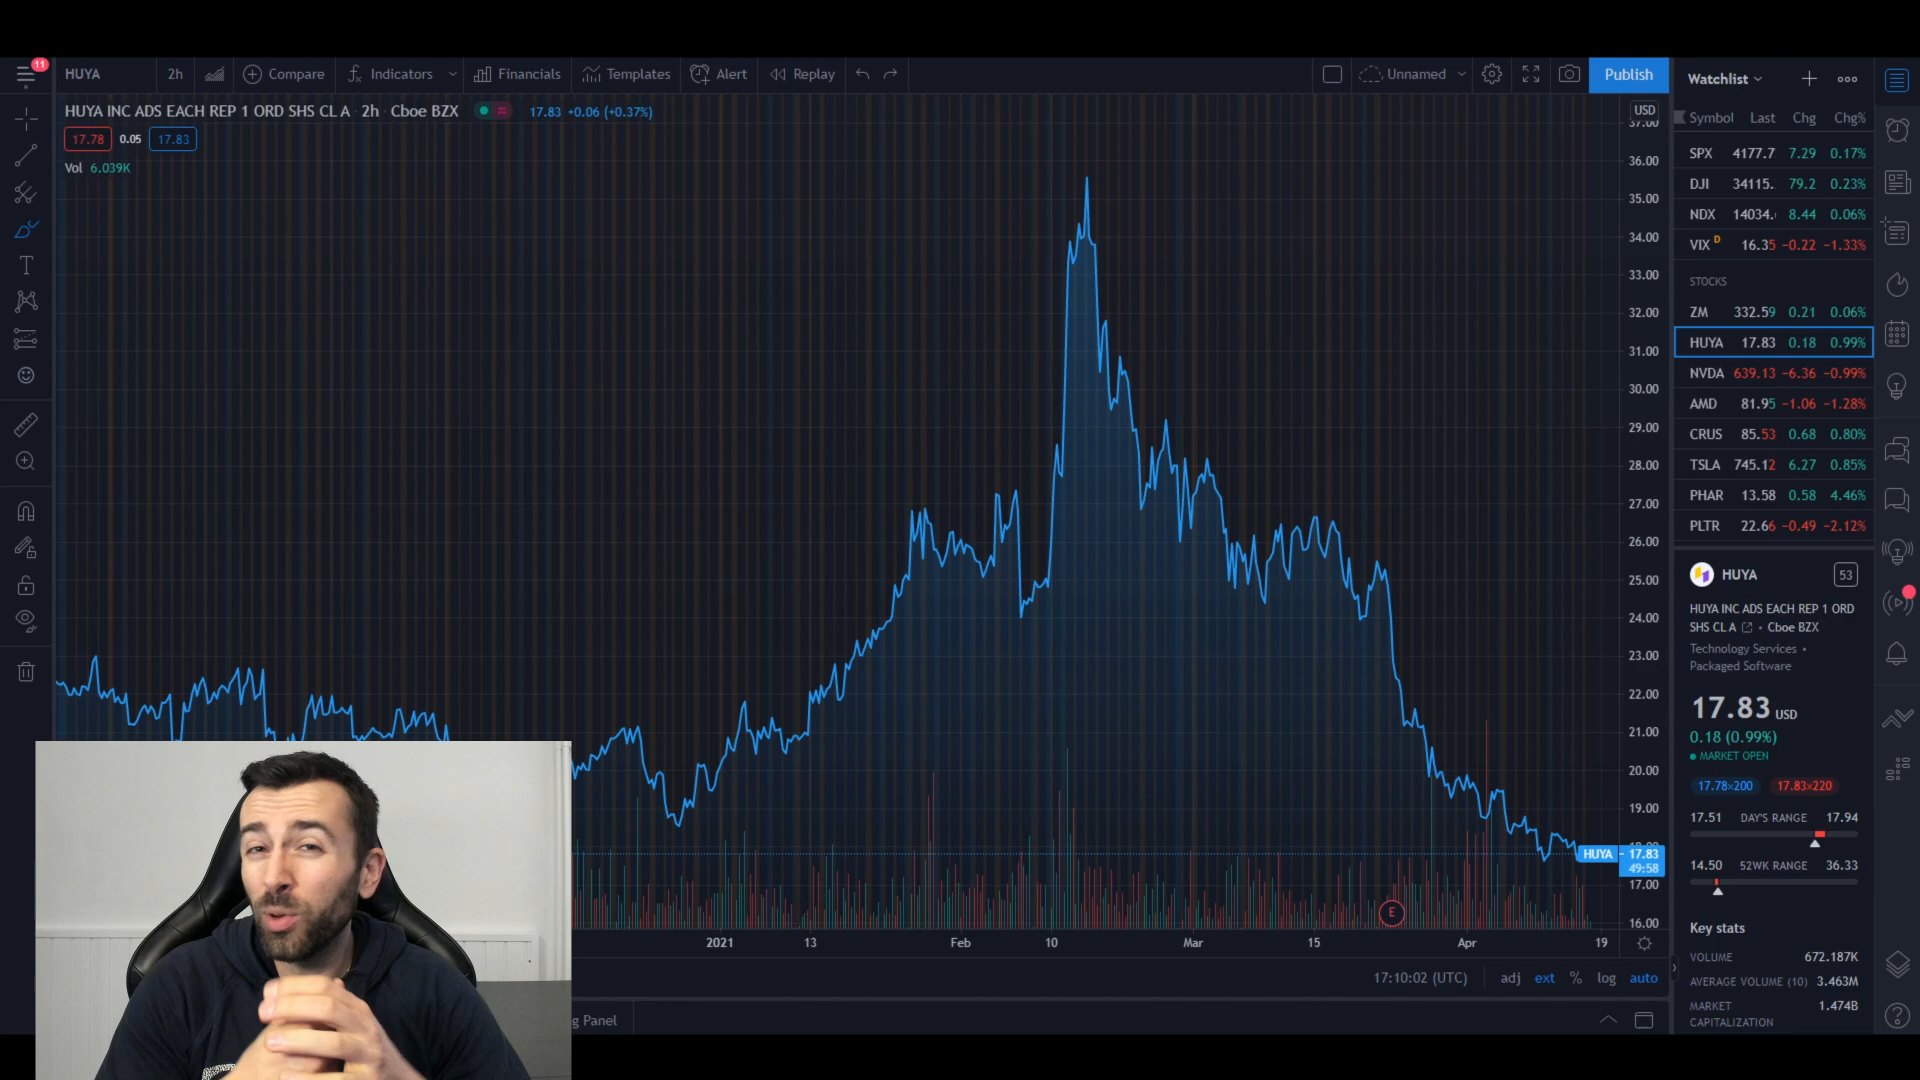 11
HUYA 2h Compare Indicators Financials Templates Alert Replay Unnamed Publish
HUYA INC ADS EACH REP 1 ORD SHS CL A · 2h · Cboe BZX 17.83 +0.06 (+0.37%)
17.78 0.05 17.83
Vol 6.039K
USD
37.00
36.00
35.00
34.00
33.00
32.00
31.00
30.00
29.00
28.00
27.00
26.00
25.00
24.00
23.00
22.00
21.00
20.00
19.00
HUYA 17.83
49:58
17.00
16.00
E
2021 13 Feb 10 Mar 15 Apr 19
17:10:02 (UTC) adj ext % log auto
g Panel
Watchlist
Symbol Last Chg Chg%
SPX 4177.7 7.29 0.17%
DJI 34115. 79.2 0.23%
NDX 14034. 8.44 0.06%
VIX D 16.35 −0.22 −1.33%
STOCKS
ZM 332.59 0.21 0.06%
HUYA 17.83 0.18 0.99%
NVDA 639.13 −6.36 −0.99%
AMD 81.95 −1.06 −1.28%
CRUS 85.53 0.68 0.80%
TSLA 745.12 6.27 0.85%
PHAR 13.58 0.58 4.46%
PLTR 22.66 −0.49 −2.12%
HUYA 53
HUYA INC ADS EACH REP 1 ORD
SHS CL A • Cboe BZX
Technology Services •
Packaged Software
17.83 USD
0.18 (0.99%)
MARKET OPEN
17.78×200 17.83×220
17.51 DAY'S RANGE 17.94
14.50 52WK RANGE 36.33
Key stats
VOLUME 672.187K
AVERAGE VOLUME (10) 3.463M
MARKET 1.474B
CAPITALIZATION